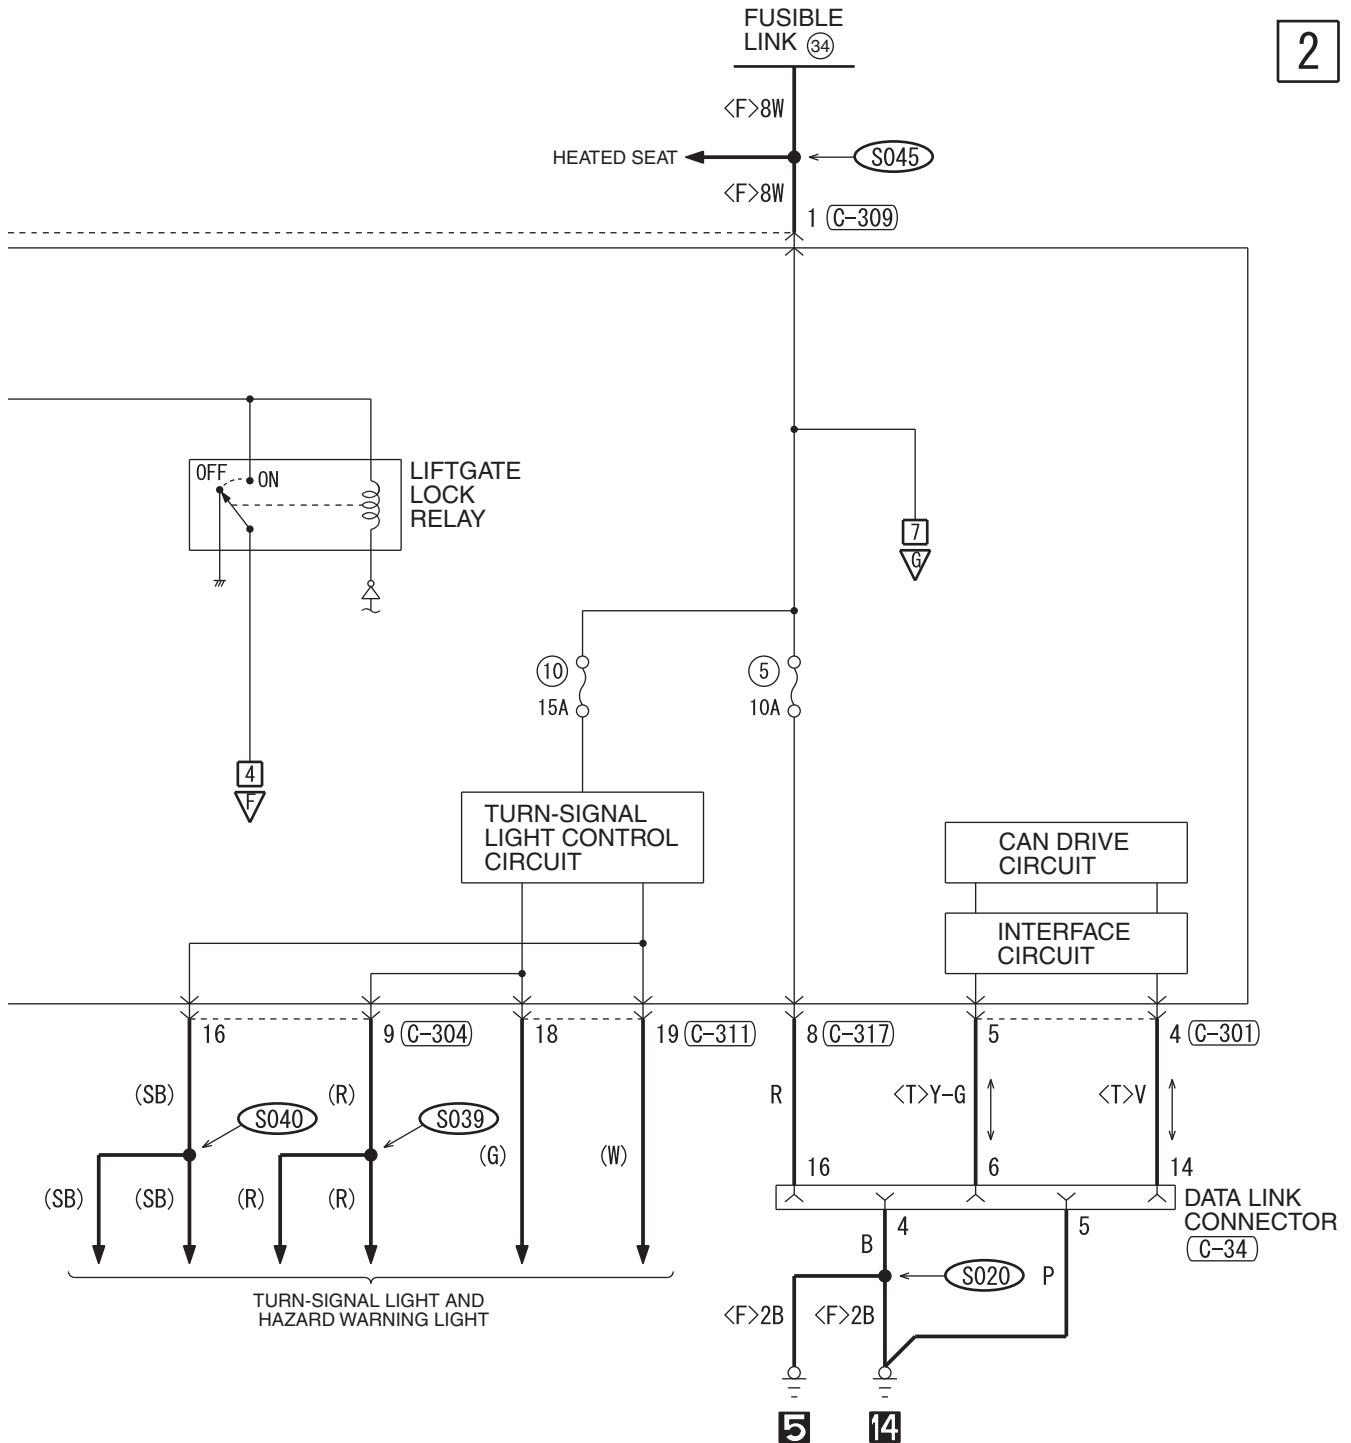 FUSIBLE
LINK 34
2
<F>8W
HEATED SEAT
S045
<F>8W
1 C-309
OFF
ON
LIFTGATE
LOCK
RELAY
7
G
10
15A
5
10A
4
F
TURN-SIGNAL
LIGHT CONTROL
CIRCUIT
CAN DRIVE
CIRCUIT
INTERFACE
CIRCUIT
16
9 C-304
18
19 C-311
8 C-317
5
4 C-301
(SB)
(R)
R
<T>Y-G
<T>V
S040
S039
(G)
(W)
16
6
14
(SB)
(SB)
(R)
(R)
DATA LINK
CONNECTOR
C-34
4
5
B
S020
P
TURN-SIGNAL LIGHT AND
HAZARD WARNING LIGHT
<F>2B
<F>2B
5
14